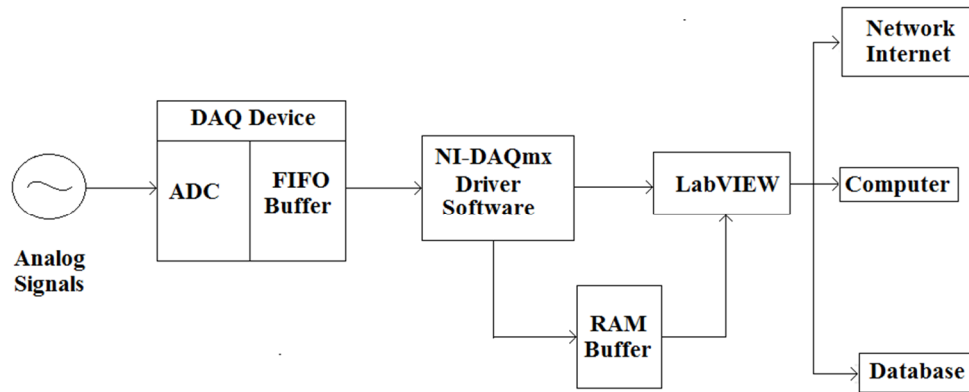 Analog
Signals
DAQ Device
ADC
FIFO
Buffer
NI-DAQmx
Driver
Software
RAM
Buffer
LabVIEW
Network
Internet
Computer
Database